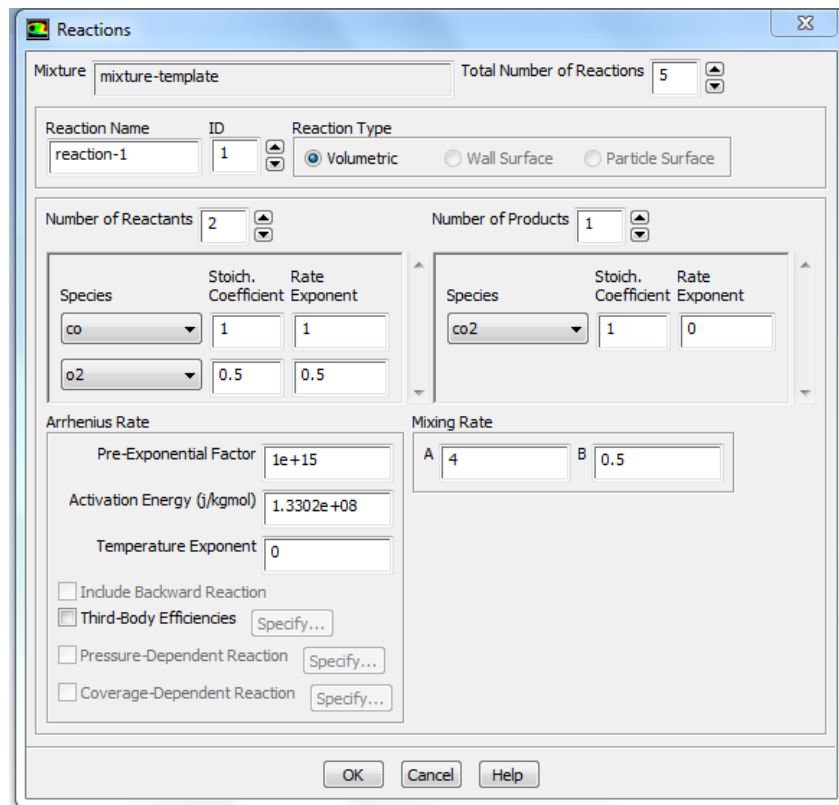 Reactions
Mixture mixture-template Total Number of Reactions 5
Reaction Name ID Reaction Type
reaction-1 1 Volumetric Wall Surface Particle Surface
Number of Reactants 2 Number of Products 1
Stoich. Rate Stoich. Rate
Species Coefficient Exponent Species Coefficient Exponent
co 1 1 co2 1 0
o2 0.5 0.5
Arrhenius Rate Mixing Rate
Pre-Exponential Factor 1e+15 A 4 B 0.5
Activation Energy (j/kgmol) 1.3302e+08
Temperature Exponent 0
Include Backward Reaction
Third-Body Efficiencies Specify...
Pressure-Dependent Reaction Specify...
Coverage-Dependent Reaction Specify...
OK Cancel Help